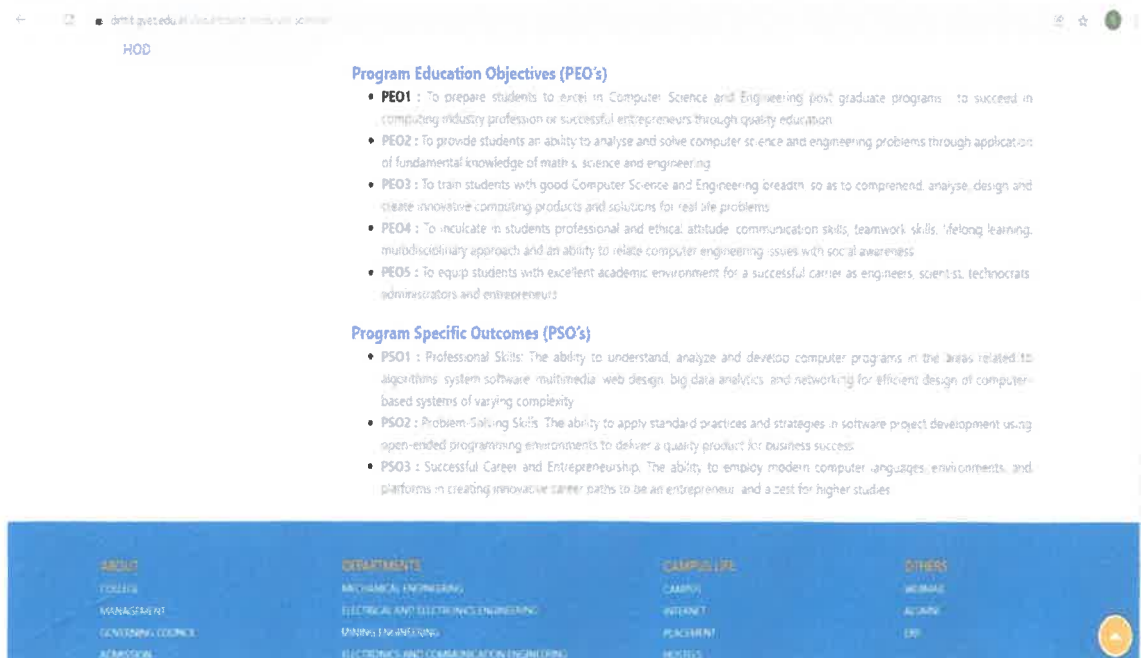 HOD
Program Education Objectives (PEO's)
PEO1 : To prepare students to excel in Computer Science and Engineering post graduate programs to succeed in
computing industry profession or successful entrepreneurs through quality education
PEO2 : To provide students an ability to analyse and solve computer science and engineering problems through application
of fundamental knowledge of maths, science and engineering
PEO3 : To train students with good Computer Science and Engineering breadth, so as to comprehend, analyse, design and
create innovative computing products and solutions for real life problems
PEO4 : To inculcate in students professional and ethical attitude, communication skills, teamwork skills, lifelong learning,
multidisciplinary approach and an ability to relate computer engineering issues with social awareness
PEO5 : To equip students with excellent academic environment for a successful carrier as engineers, scientist, technocrats
administrators and entrepreneurs
Program Specific Outcomes (PSO's)
PSO1 : Professional Skills: The ability to understand, analyze and develop computer programs in the areas related to
algorithms, system software, multimedia, web design, big data analytics, and networking for efficient design of computer-
based systems of varying complexity
PSO2 : Problem-Solving Skills: The ability to apply standard practices and strategies in software project development using
open-ended programming environments to deliver a quality product for business success
PSO3 : Successful Career and Entrepreneurship: The ability to employ modern computer languages, environments, and
platforms in creating innovative career paths to be an entrepreneur, and a zest for higher studies
ABOUT DEPARTMENTS CAMPUS LIFE OTHERS
COLLEGE MECHANICAL ENGINEERING CAMPUS WEBMAIL
MANAGEMENT ELECTRICAL AND ELECTRONICS ENGINEERING INTERNET ALUMNI
GOVERNING COUNCIL MINING ENGINEERING PLACEMENT ERP
ADMISSION ELECTRONICS AND COMMUNICATION ENGINEERING HOSTELS